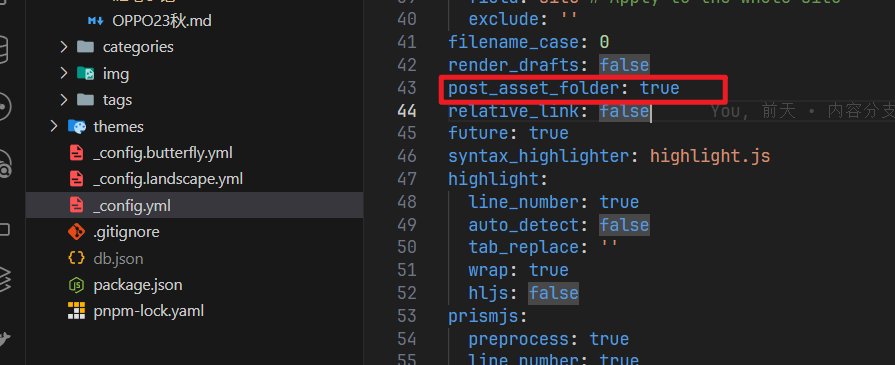 OPPO23秋.md
categories
img
tags
themes
_config.butterfly.yml
_config.landscape.yml
_config.yml
.gitignore
db.json
package.json
pnpm-lock.yaml
40 exclude: ''
41 filename_case: 0
42 render_drafts: false
43 post_asset_folder: true
44 relative_link: false You, 前天 • 内容分支
45 future: true
46 syntax_highlighter: highlight.js
47 highlight:
48 line_number: true
49 auto_detect: false
50 tab_replace: ''
51 wrap: true
52 hljs: false
53 prismjs:
54 preprocess: true
55 line_number: true